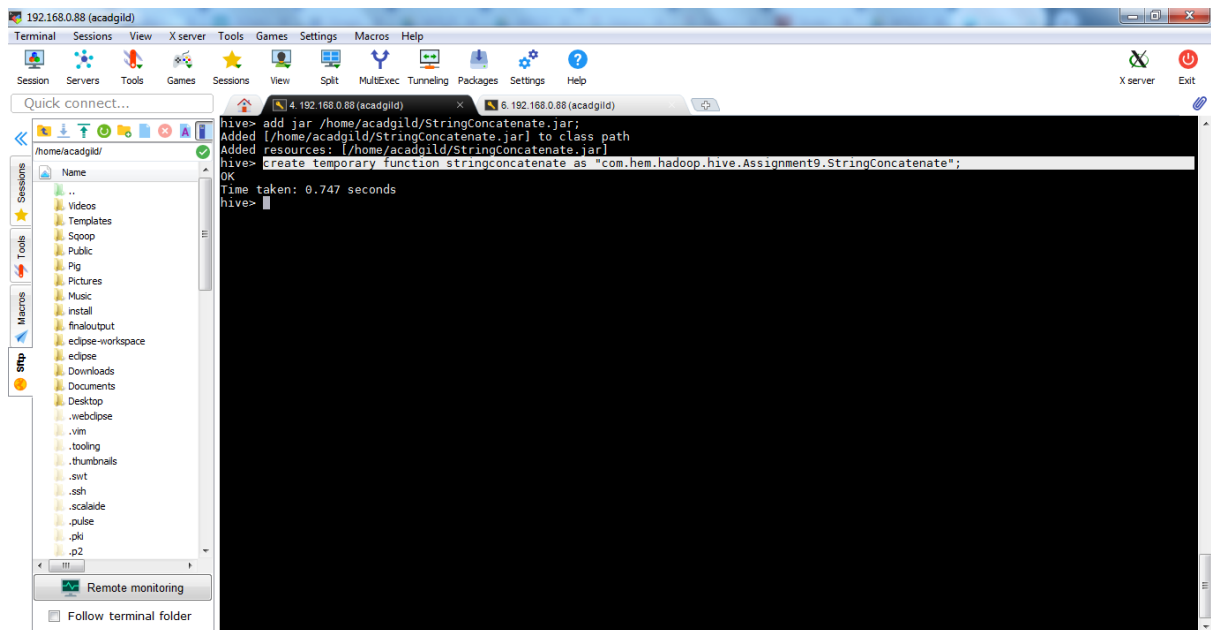 192.168.0.88 (acadgild)
Terminal Sessions View X server Tools Games Settings Macros Help
Session Servers Tools Games Sessions View Split MultiExec Tunneling Packages Settings Help X server Exit
Quick connect...
4. 192.168.0.88 (acadgild)
6. 192.168.0.88 (acadgild)
/home/acadgild/
Name
..
Videos
Templates
Sqoop
Public
Pig
Pictures
Music
install
finaloutput
eclipse-workspace
eclipse
Downloads
Documents
Desktop
.webclipse
.vim
.tooling
.thumbnails
.swt
.ssh
.scalaide
.pulse
.pki
.p2
Sessions
Tools
Macros
Sftp
Remote monitoring
Follow terminal folder
hive> add jar /home/acadgild/StringConcatenate.jar;
Added [/home/acadgild/StringConcatenate.jar] to class path
Added resources: [/home/acadgild/StringConcatenate.jar]
hive> create temporary function stringconcatenate as "com.hem.hadoop.hive.Assignment9.StringConcatenate";
OK
Time taken: 0.747 seconds
hive>